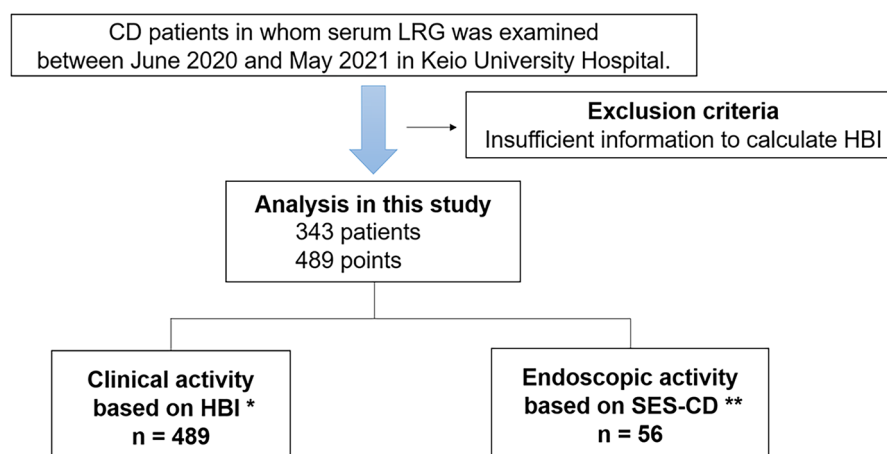 CD patients in whom serum LRG was examined
between June 2020 and May 2021 in Keio University Hospital.
Exclusion criteria
Insufficient information to calculate HBI
Analysis in this study
343 patients
489 points
Clinical activity
based on HBI *
n = 489
Endoscopic activity
based on SES-CD **
n = 56